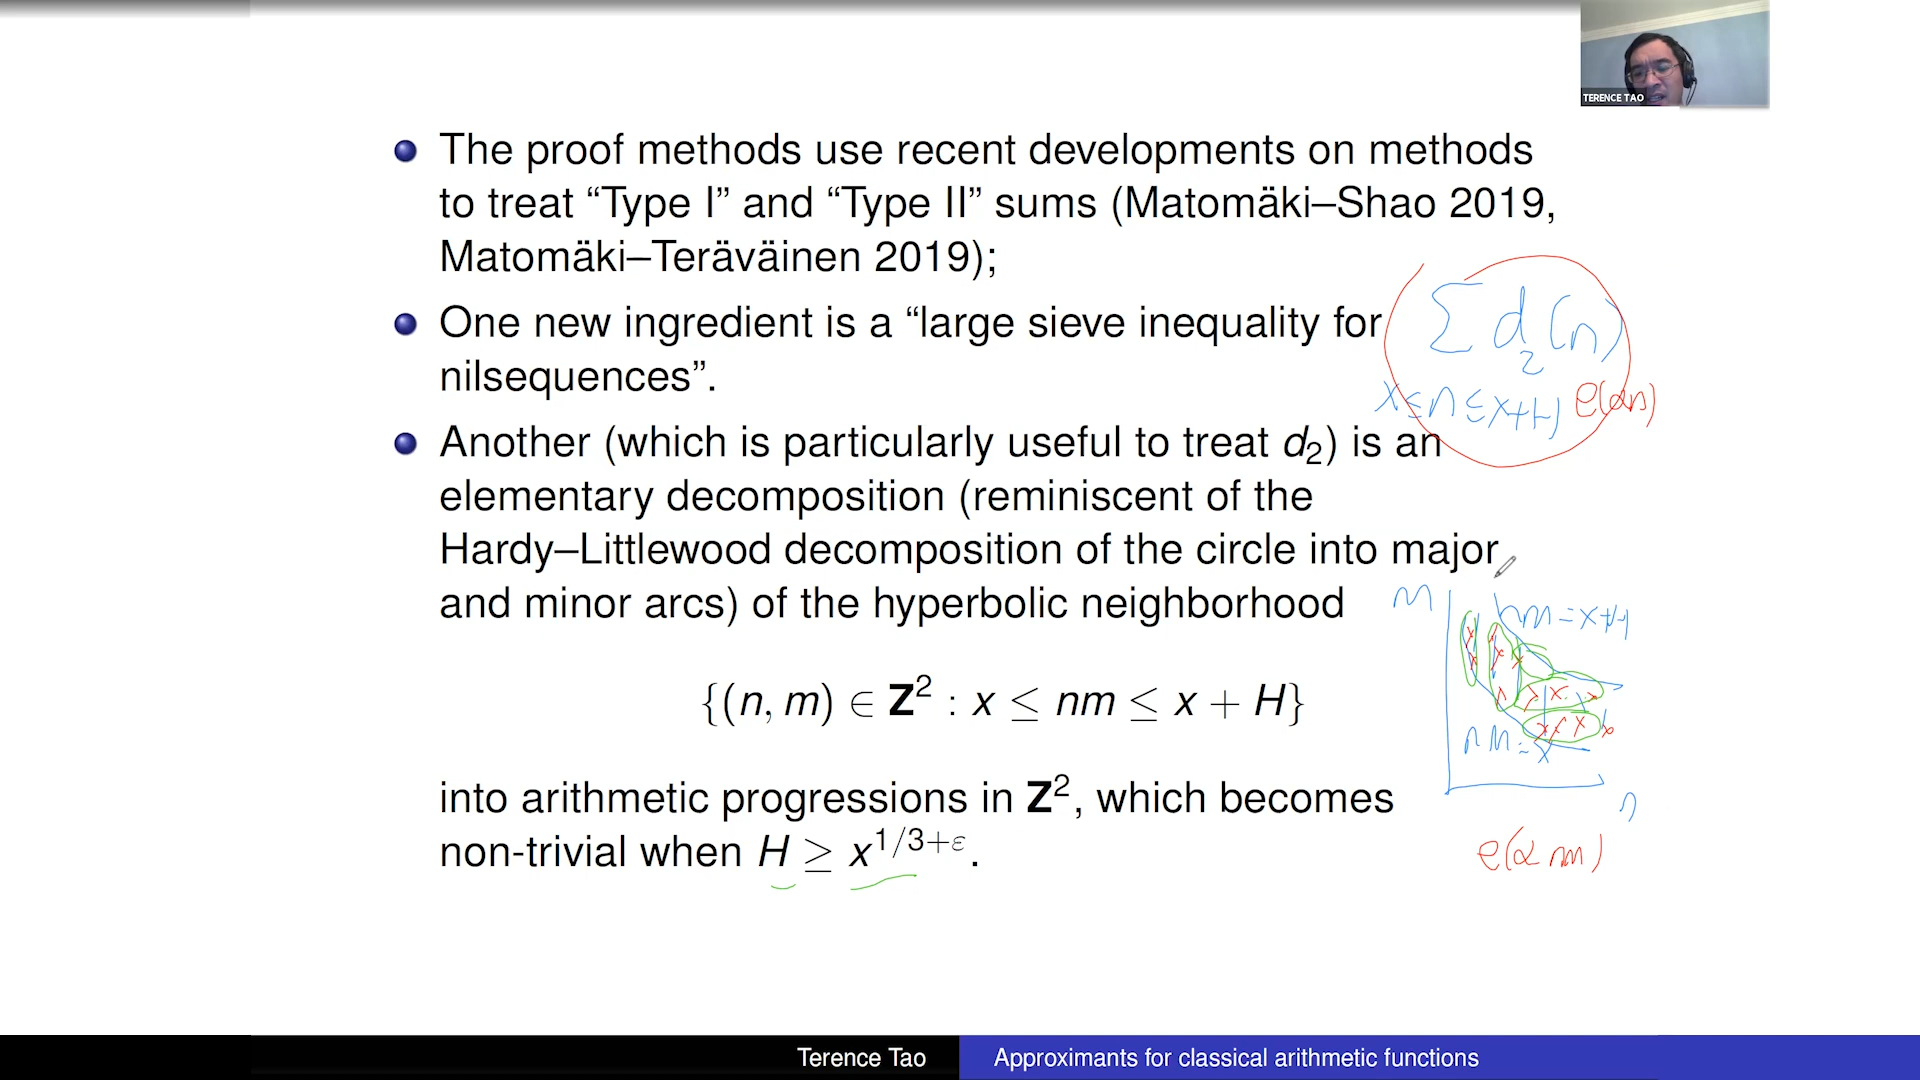 TERENCE TAO
The proof methods use recent developments on methods
to treat “Type I” and “Type II” sums (Matomäki–Shao 2019,
Matomäki–Teräväinen 2019);
One new ingredient is a “large sieve inequality for
nilsequences”.
∑ d₂(n)
x ≤ n ≤ x+H e(αn)
Another (which is particularly useful to treat d₂) is an
elementary decomposition (reminiscent of the
Hardy–Littlewood decomposition of the circle into major
and minor arcs) of the hyperbolic neighborhood
m
nm = x+H
{(n, m) ∈ Z² : x ≤ nm ≤ x + H}
nm = x
into arithmetic progressions in Z², which becomes
n
non-trivial when H ≥ x^{1/3+ε}.
e(α nm)
Terence Tao
Approximants for classical arithmetic functions